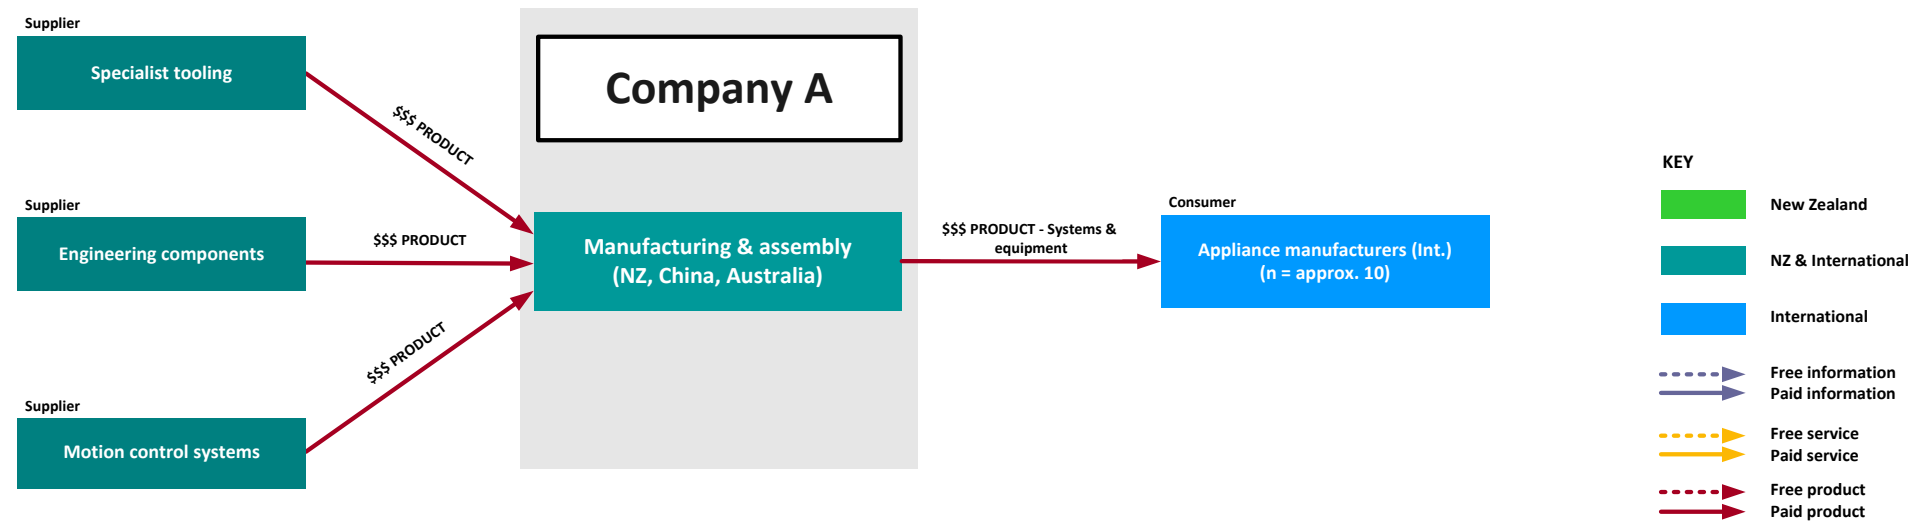 Supplier
Specialist tooling
$$$ PRODUCT
Supplier
Engineering components
$$$ PRODUCT
Supplier
Motion control systems
$$$ PRODUCT
Company A
Manufacturing & assembly
(NZ, China, Australia)
$$$ PRODUCT - Systems &
equipment
Consumer
Appliance manufacturers (Int.)
(n = approx. 10)
KEY
New Zealand
NZ & International
International
Free information
Paid information
Free service
Paid service
Free product
Paid product